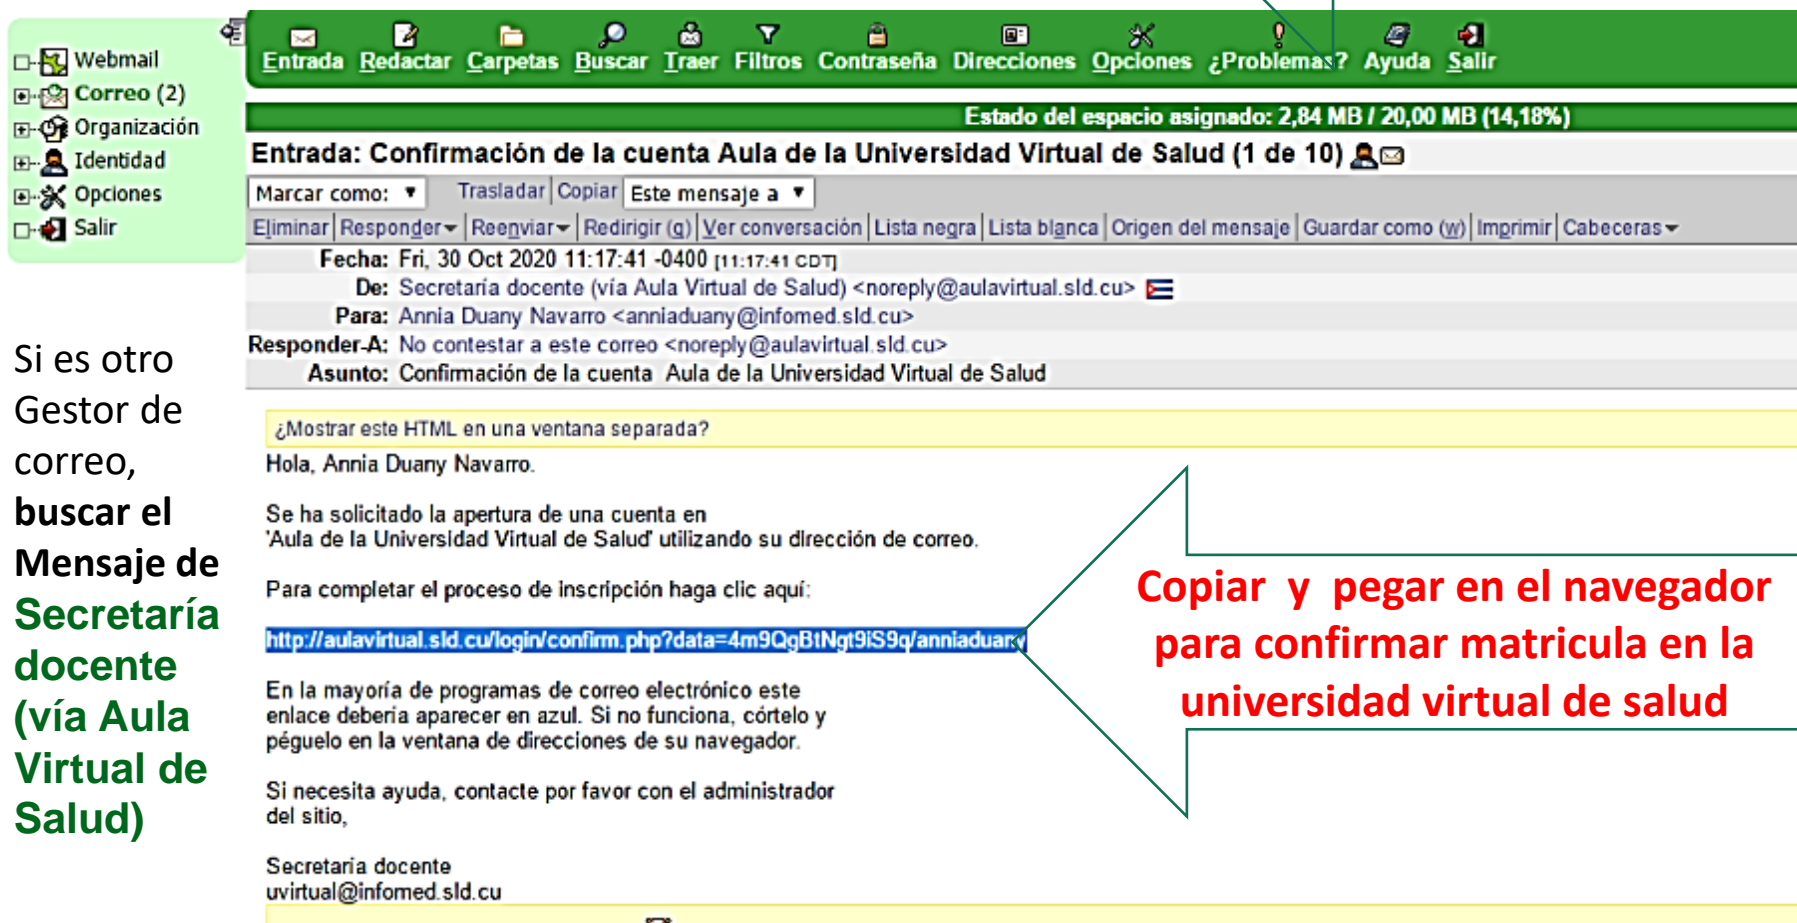 Webmail
Correo (2)
Organización
Identidad
Opciones
Salir
Entrada Redactar Carpetas Buscar Traer Filtros Contraseña Direcciones Opciones ¿Problemas? Ayuda Salir
Estado del espacio asignado: 2,84 MB / 20,00 MB (14,18%)
Entrada: Confirmación de la cuenta Aula de la Universidad Virtual de Salud (1 de 10)
Marcar como: Trasladar Copiar Este mensaje a
Eliminar Responder Reenviar Redirigir (g) Ver conversación Lista negra Lista blanca Origen del mensaje Guardar como (w) Imprimir Cabeceras
Fecha: Fri, 30 Oct 2020 11:17:41 -0400 [11:17:41 CDT]
De: Secretaría docente (vía Aula Virtual de Salud) <noreply@aulavirtual.sld.cu>
Para: Annia Duany Navarro <anniaduany@infomed.sld.cu>
Responder-A: No contestar a este correo <noreply@aulavirtual.sld.cu>
Asunto: Confirmación de la cuenta Aula de la Universidad Virtual de Salud
Si es otro
Gestor de
correo,
buscar el
Mensaje de
Secretaría
docente
(vía Aula
Virtual de
Salud)
¿Mostrar este HTML en una ventana separada?
Hola, Annia Duany Navarro.
Se ha solicitado la apertura de una cuenta en
'Aula de la Universidad Virtual de Salud' utilizando su dirección de correo.
Para completar el proceso de inscripción haga clic aquí:
http://aulavirtual.sld.cu/login/confirm.php?data=4m9QgBtNgt9iS9q/anniaduany
En la mayoría de programas de correo electrónico este
enlace debería aparecer en azul. Si no funciona, córtelo y
péguelo en la ventana de direcciones de su navegador.
Si necesita ayuda, contacte por favor con el administrador
del sitio,
Secretaria docente
uvirtual@infomed.sld.cu
Copiar y pegar en el navegador
para confirmar matricula en la
universidad virtual de salud